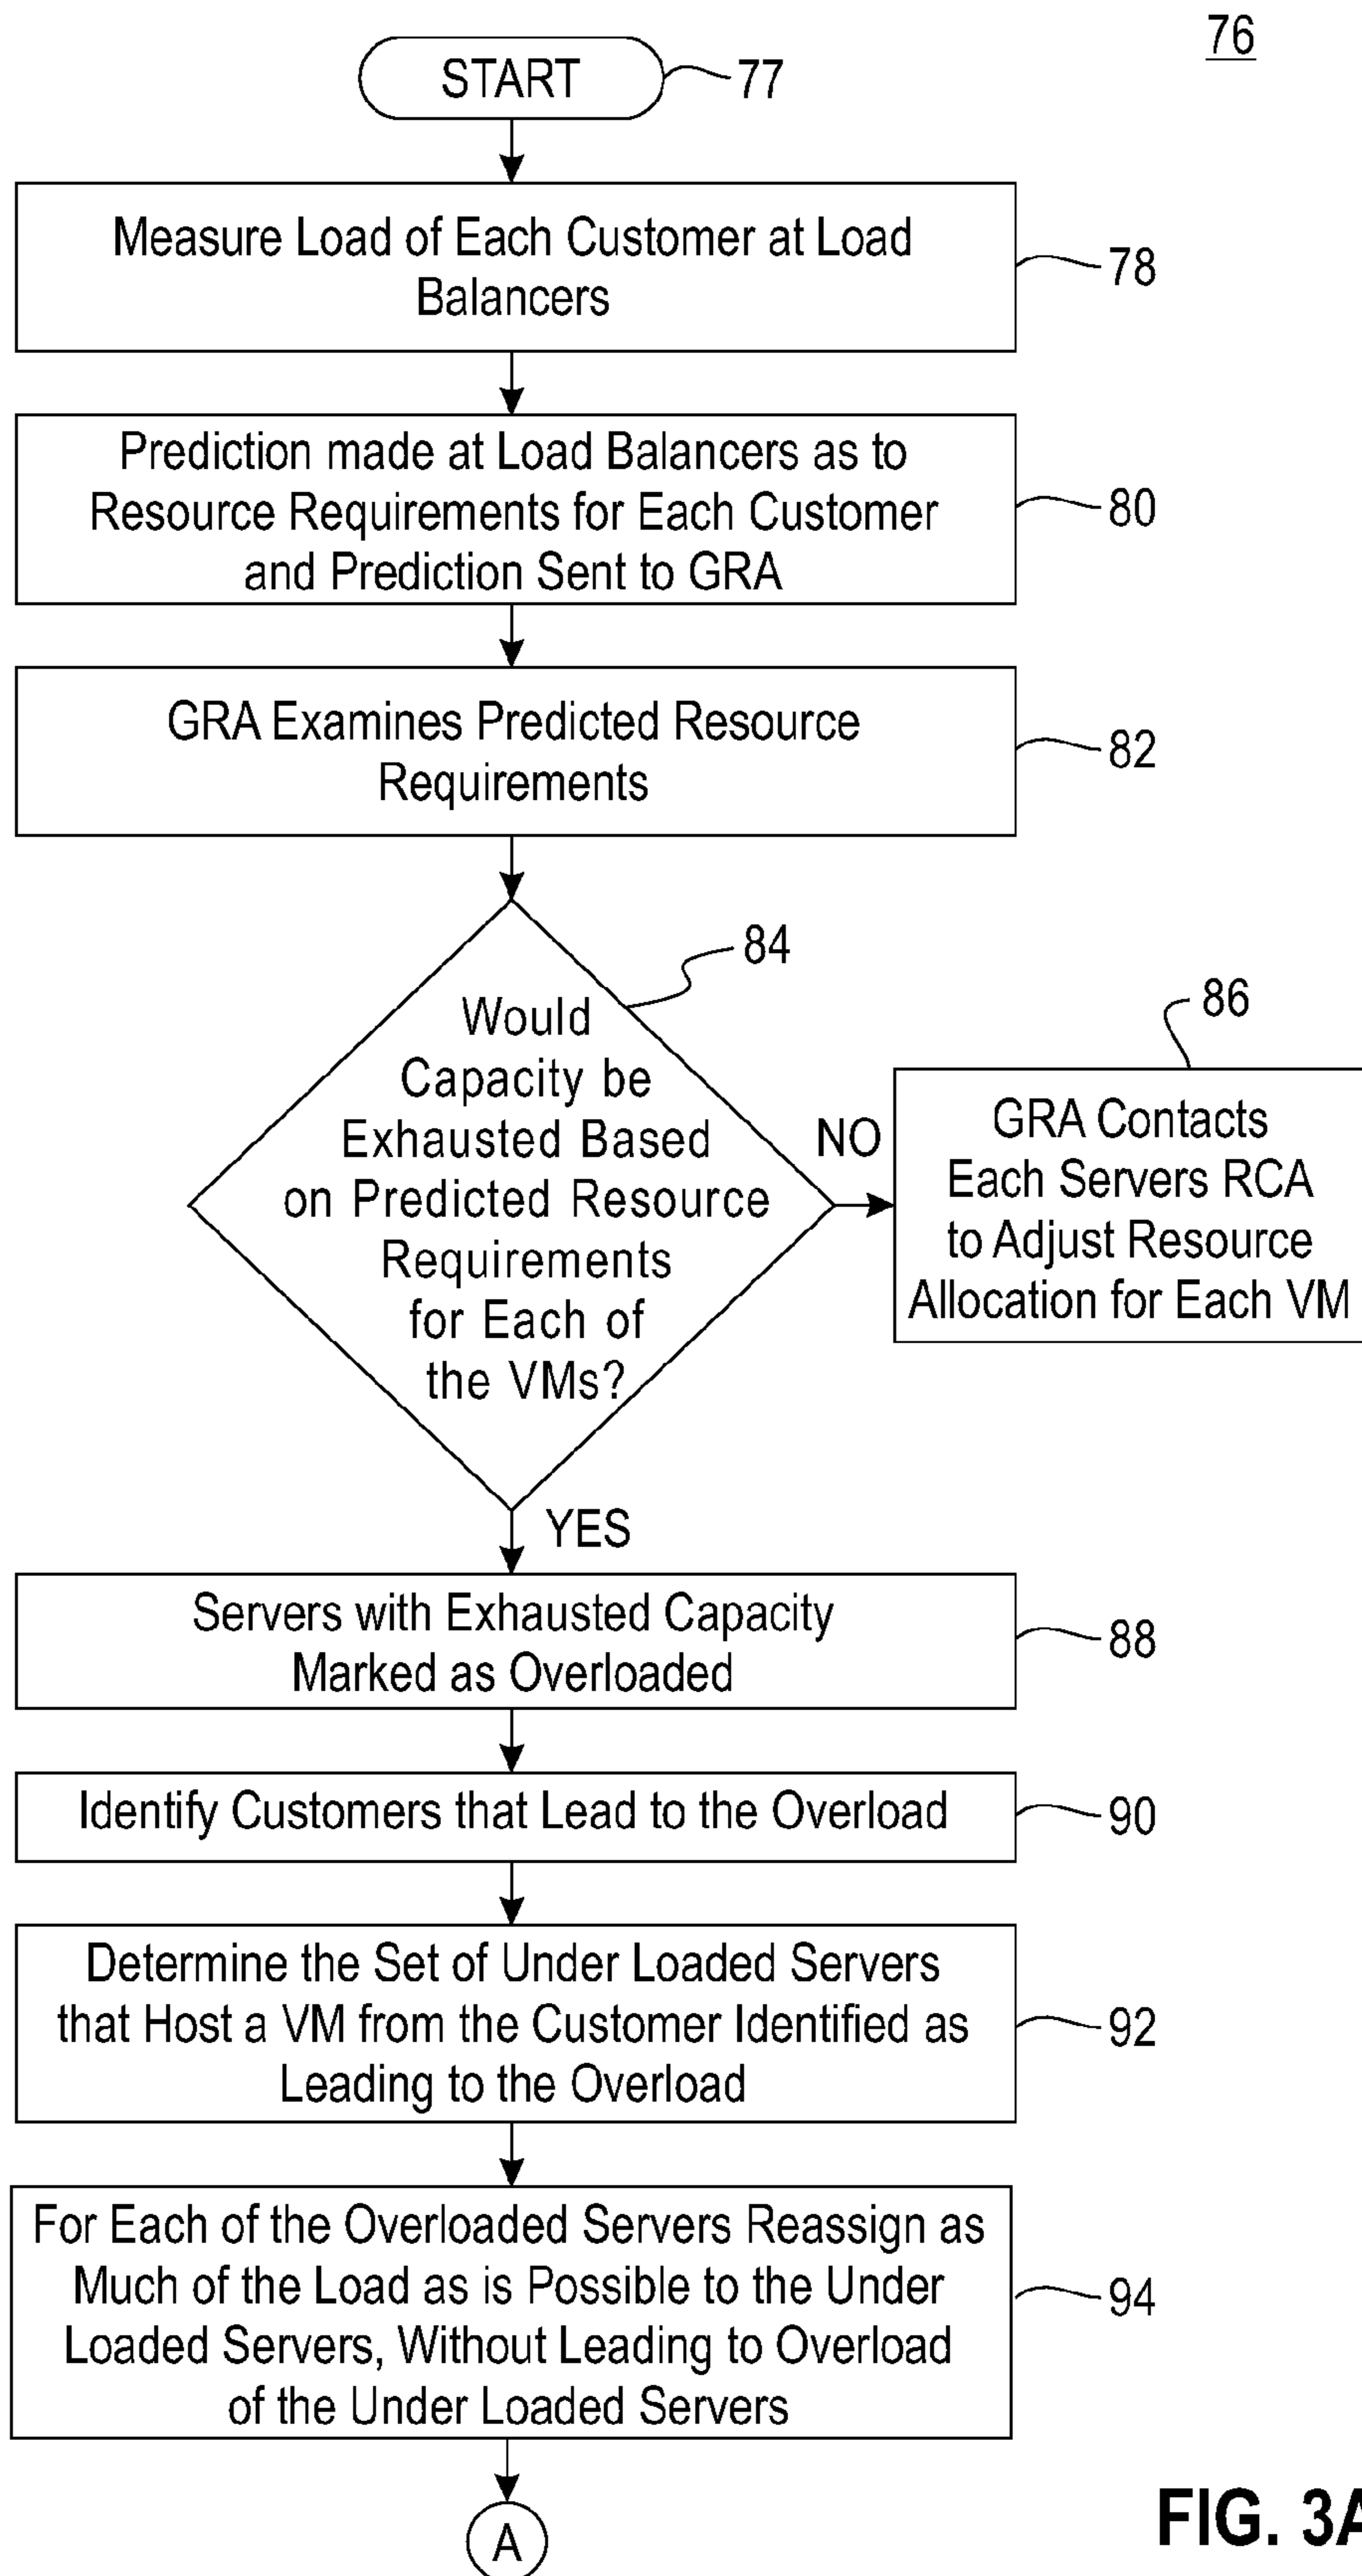 76
START
77
Measure Load of Each Customer at Load
Balancers
78
Prediction made at Load Balancers as to
Resource Requirements for Each Customer
and Prediction Sent to GRA
80
GRA Examines Predicted Resource
Requirements
82
84
Would
Capacity be
Exhausted Based
on Predicted Resource
Requirements
for Each of
the VMs?
NO
86
GRA Contacts
Each Servers RCA
to Adjust Resource
Allocation for Each VM
YES
Servers with Exhausted Capacity
Marked as Overloaded
88
Identify Customers that Lead to the Overload
90
Determine the Set of Under Loaded Servers
that Host a VM from the Customer Identified as
Leading to the Overload
92
For Each of the Overloaded Servers Reassign as
Much of the Load as is Possible to the Under
Loaded Servers, Without Leading to Overload
of the Under Loaded Servers
94
A
FIG. 3A